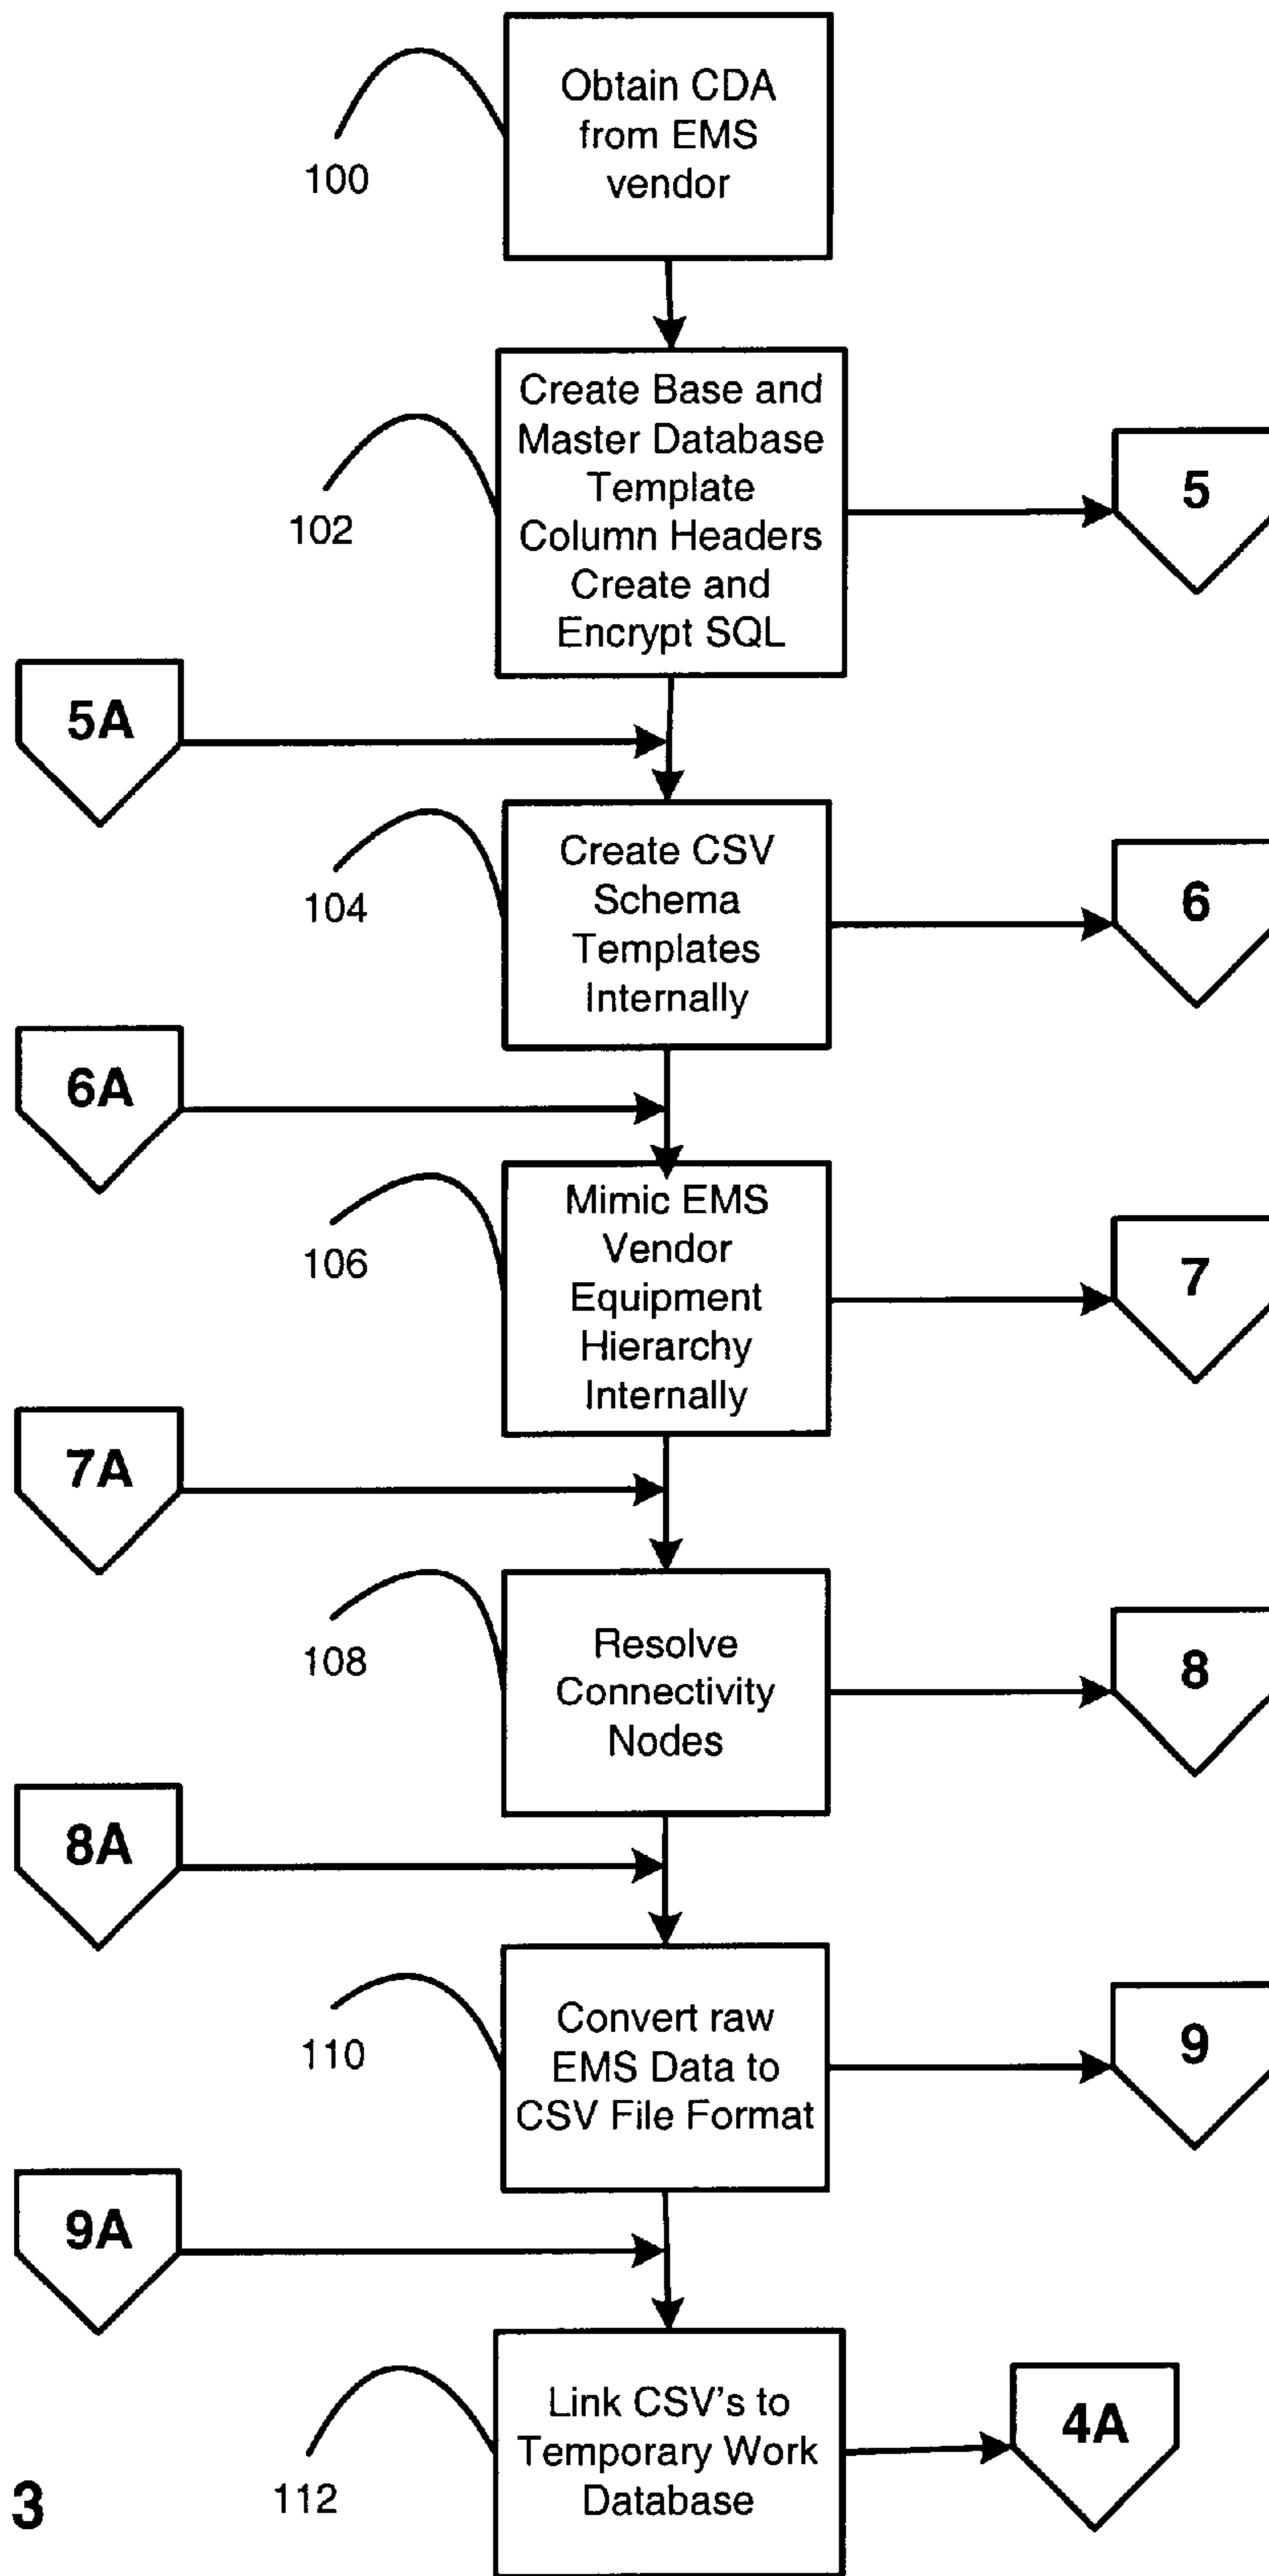 Obtain CDA
from EMS
vendor
100
Create Base and
Master Database
Template
Column Headers
Create and
Encrypt SQL
102
5
5A
Create CSV
Schema
Templates
Internally
104
6
6A
Mimic EMS
Vendor
Equipment
Hierarchy
Internally
106
7
7A
Resolve
Connectivity
Nodes
108
8
8A
Convert raw
EMS Data to
CSV File Format
110
9
9A
Link CSV's to
Temporary Work
Database
112
4A
3